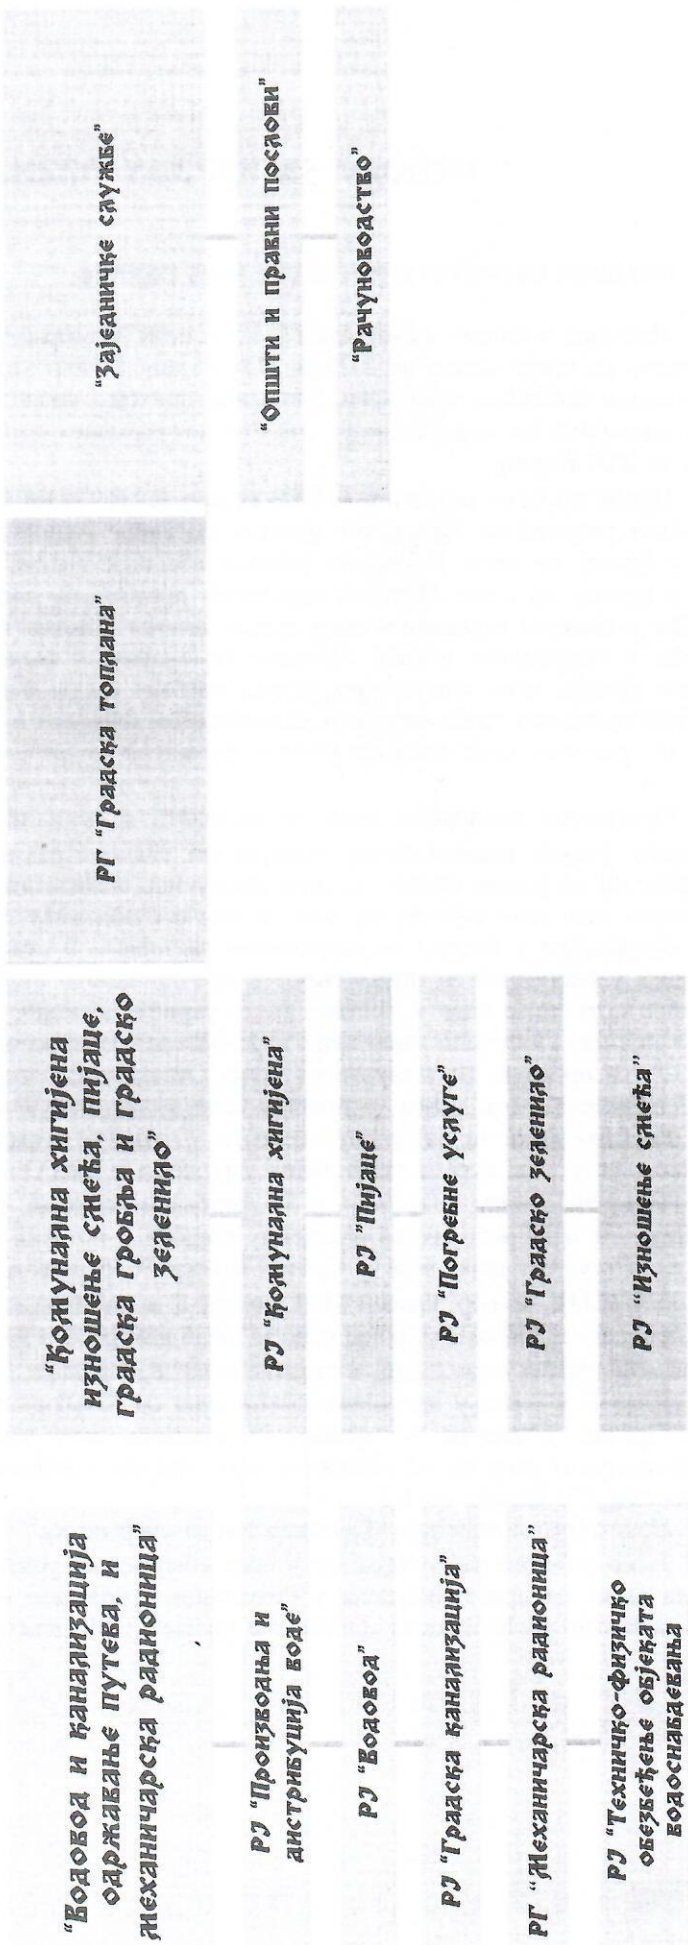 "Водовод и канализација
одржавање путева, и
механичарска радионица"
РЈ "Производња и
дистрибуција воде"
РЈ "Водовод"
РЈ "Градска канализација"
РГ "Механичарска радионица"
РЈ "Техничко-физичко
обезбеђење објеката
водоснабдевања
"Комунална хигијена
изношење смећа, пијаце,
градска гробља и градско
зеленило"
РЈ "Комунална хигијена"
РЈ "Пијаце"
РЈ "Погребне услуге"
РЈ "Градско зеленило"
РЈ "Изношење смећа"
РГ "Градска топлана"
"Заједничке службе"
"Општи и правни послови"
"Рачуноводство"